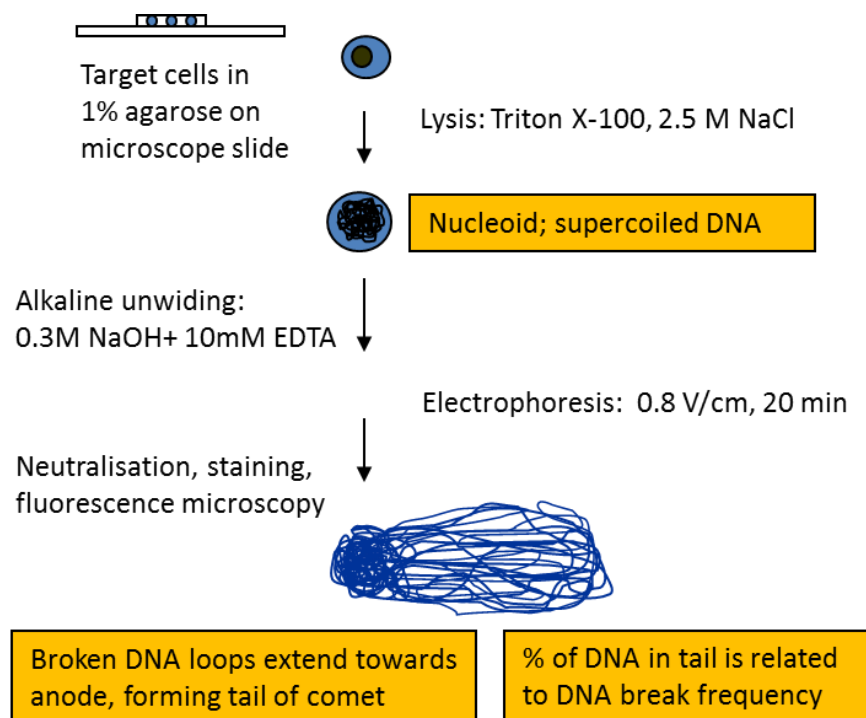 Target cells in
1% agarose on
microscope slide
Lysis: Triton X-100, 2.5 M NaCl
Nucleoid; supercoiled DNA
Alkaline unwiding:
0.3M NaOH+ 10mM EDTA
Electrophoresis: 0.8 V/cm, 20 min
Neutralisation, staining,
fluorescence microscopy
Broken DNA loops extend towards
anode, forming tail of comet
% of DNA in tail is related
to DNA break frequency